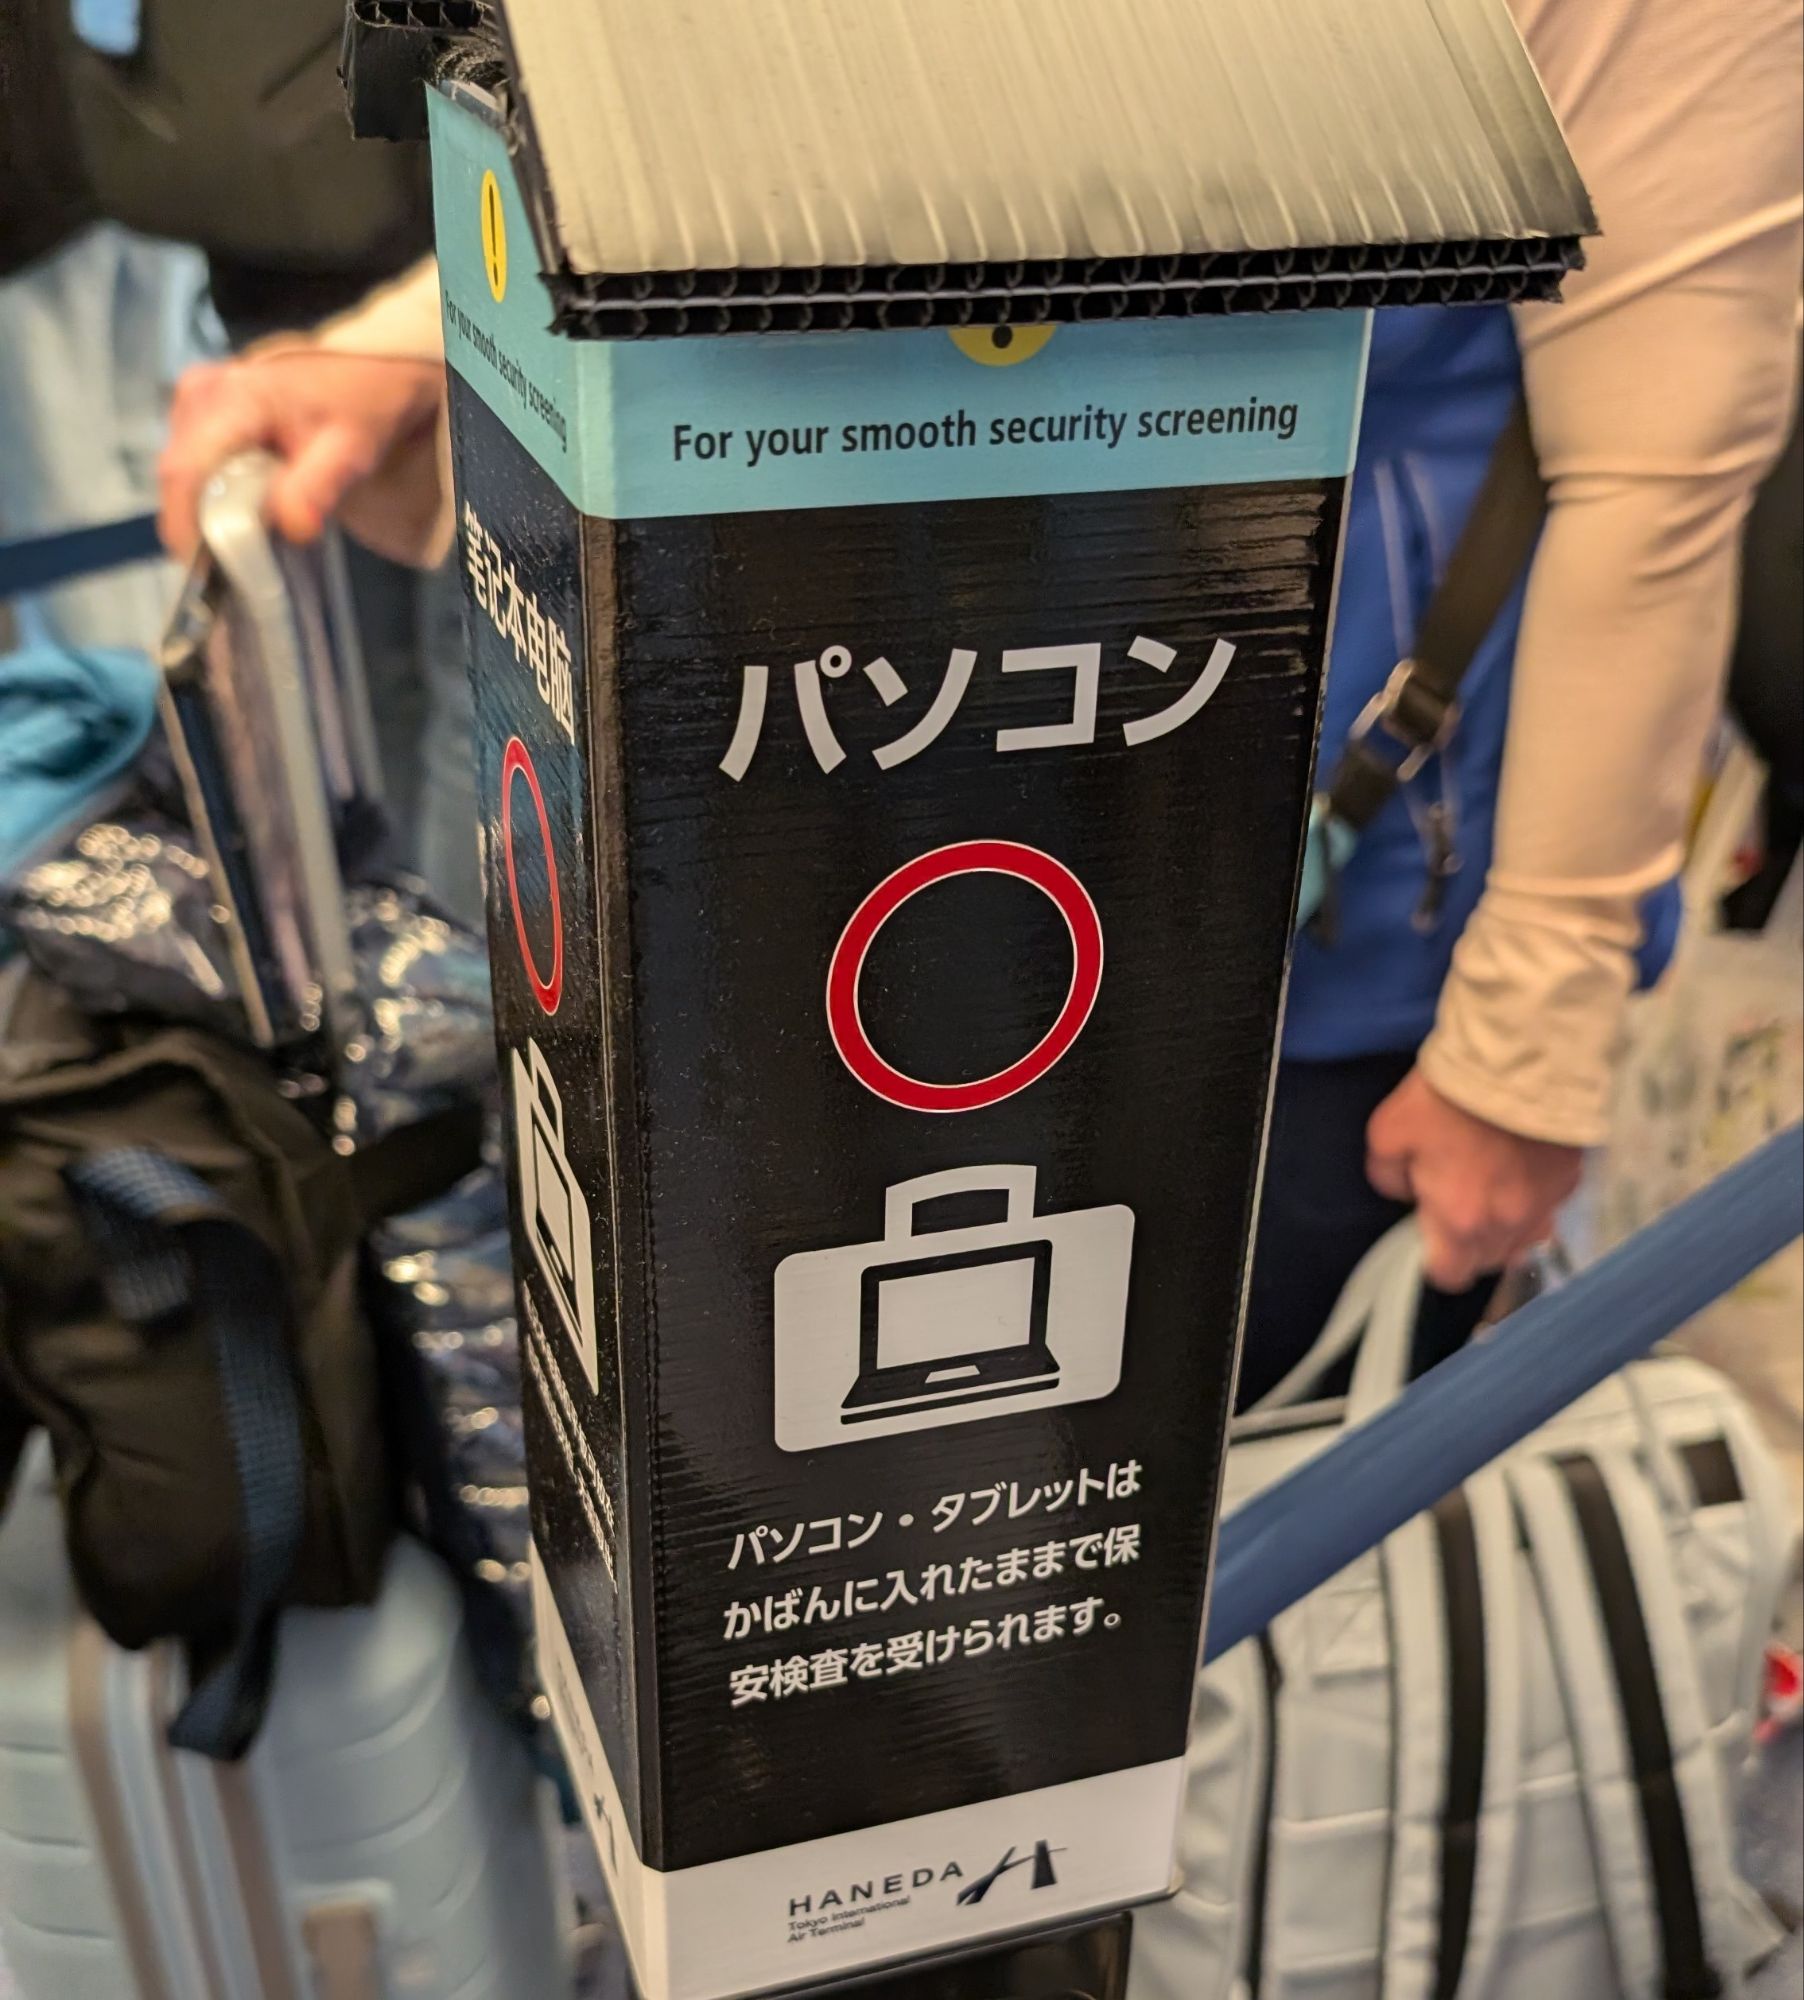 For your smooth security screening
笔记本电脑
For your smooth security screening
パソコン
パソコン・タブレットは
かばんに入れたままで保
安検査を受けられます。
HANEDA
Tokyo International
Air Terminal